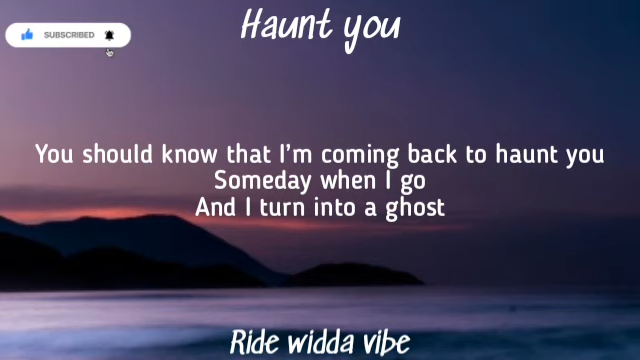 Haunt you
SUBSCRIBED
You should know that I’m coming back to haunt you
Someday when I go
And I turn into a ghost
Ride widda vibe